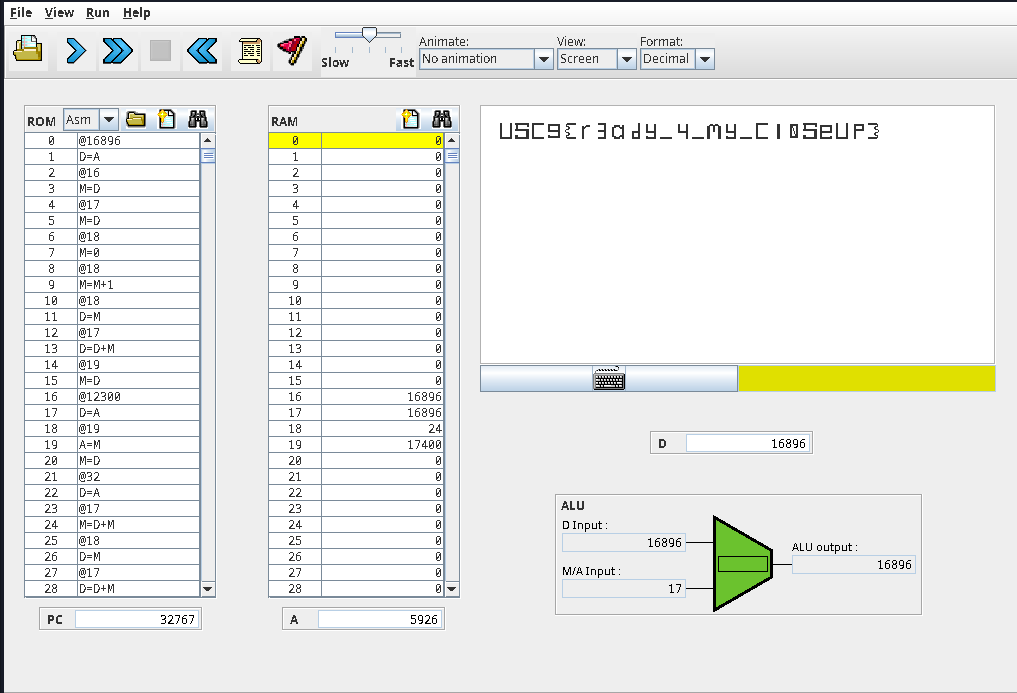 File View Run Help
Slow Fast
Animate: View: Format:
No animation Screen Decimal
ROM Asm
0 @16896
1 D=A
2 @16
3 M=D
4 @17
5 M=D
6 @18
7 M=0
8 @18
9 M=M+1
10 @18
11 D=M
12 @17
13 D=D+M
14 @19
15 M=D
16 @12300
17 D=A
18 @19
19 A=M
20 M=D
21 @32
22 D=A
23 @17
24 M=D+M
25 @18
26 D=M
27 @17
28 D=D+M
PC 32767
RAM
0 0
1 0
2 0
3 0
4 0
5 0
6 0
7 0
8 0
9 0
10 0
11 0
12 0
13 0
14 0
15 0
16 16896
17 16896
18 24
19 17400
20 0
21 0
22 0
23 0
24 0
25 0
26 0
27 0
28 0
A 5926
USCg{r3ady_4_my_Cl0SeUP}
D 16896
ALU
D Input :
16896
M/A Input :
17
ALU output :
16896